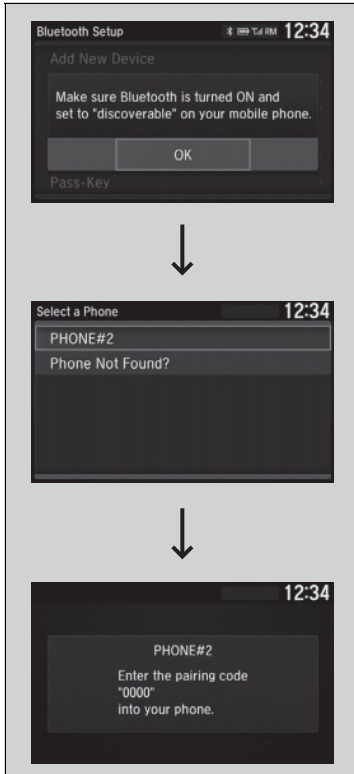 Bluetooth Setup 12:34
Add New Device
Make sure Bluetooth is turned ON and
set to "discoverable" on your mobile phone.
OK
Pass-Key
Select a Phone 12:34
PHONE#2
Phone Not Found?
12:34
PHONE#2
Enter the pairing code
"0000"
into your phone.